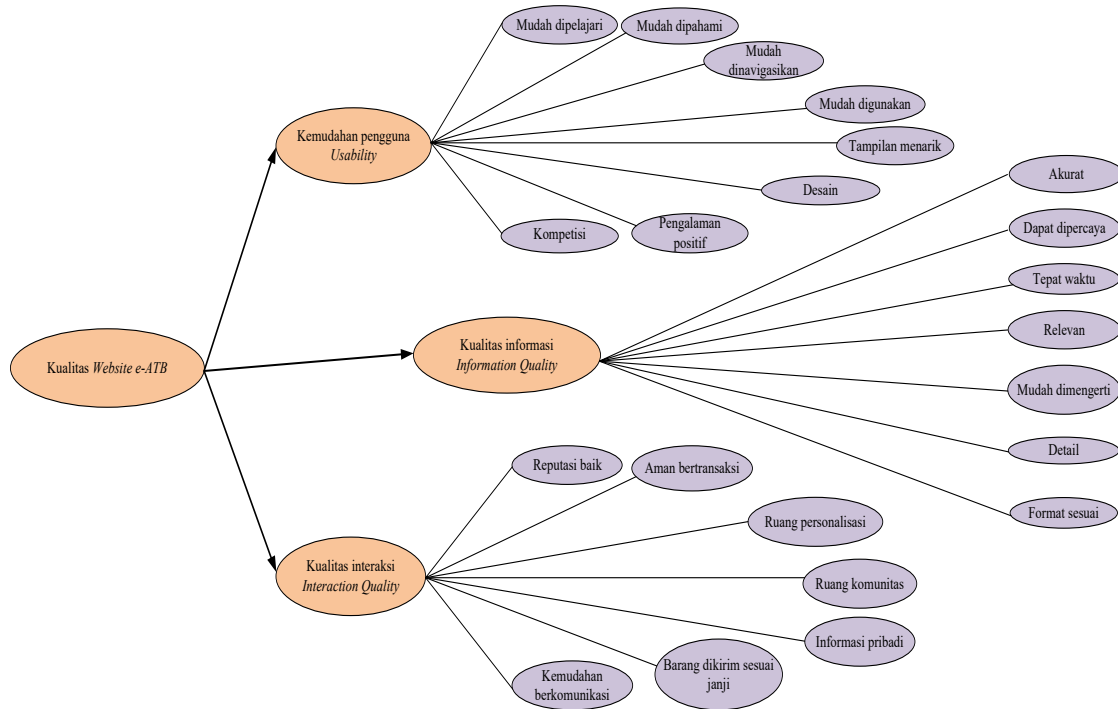 Kualitas Website e-ATB
Kemudahan pengguna
Usability
Mudah dipelajari
Mudah dipahami
Mudah
dinavigasikan
Mudah digunakan
Tampilan menarik
Desain
Pengalaman
positif
Kompetisi
Kualitas informasi
Information Quality
Akurat
Dapat dipercaya
Tepat waktu
Relevan
Mudah dimengerti
Detail
Format sesuai
Kualitas interaksi
Interaction Quality
Reputasi baik
Aman bertransaksi
Ruang personalisasi
Ruang komunitas
Informasi pribadi
Barang dikirim sesuai
janji
Kemudahan
berkomunikasi